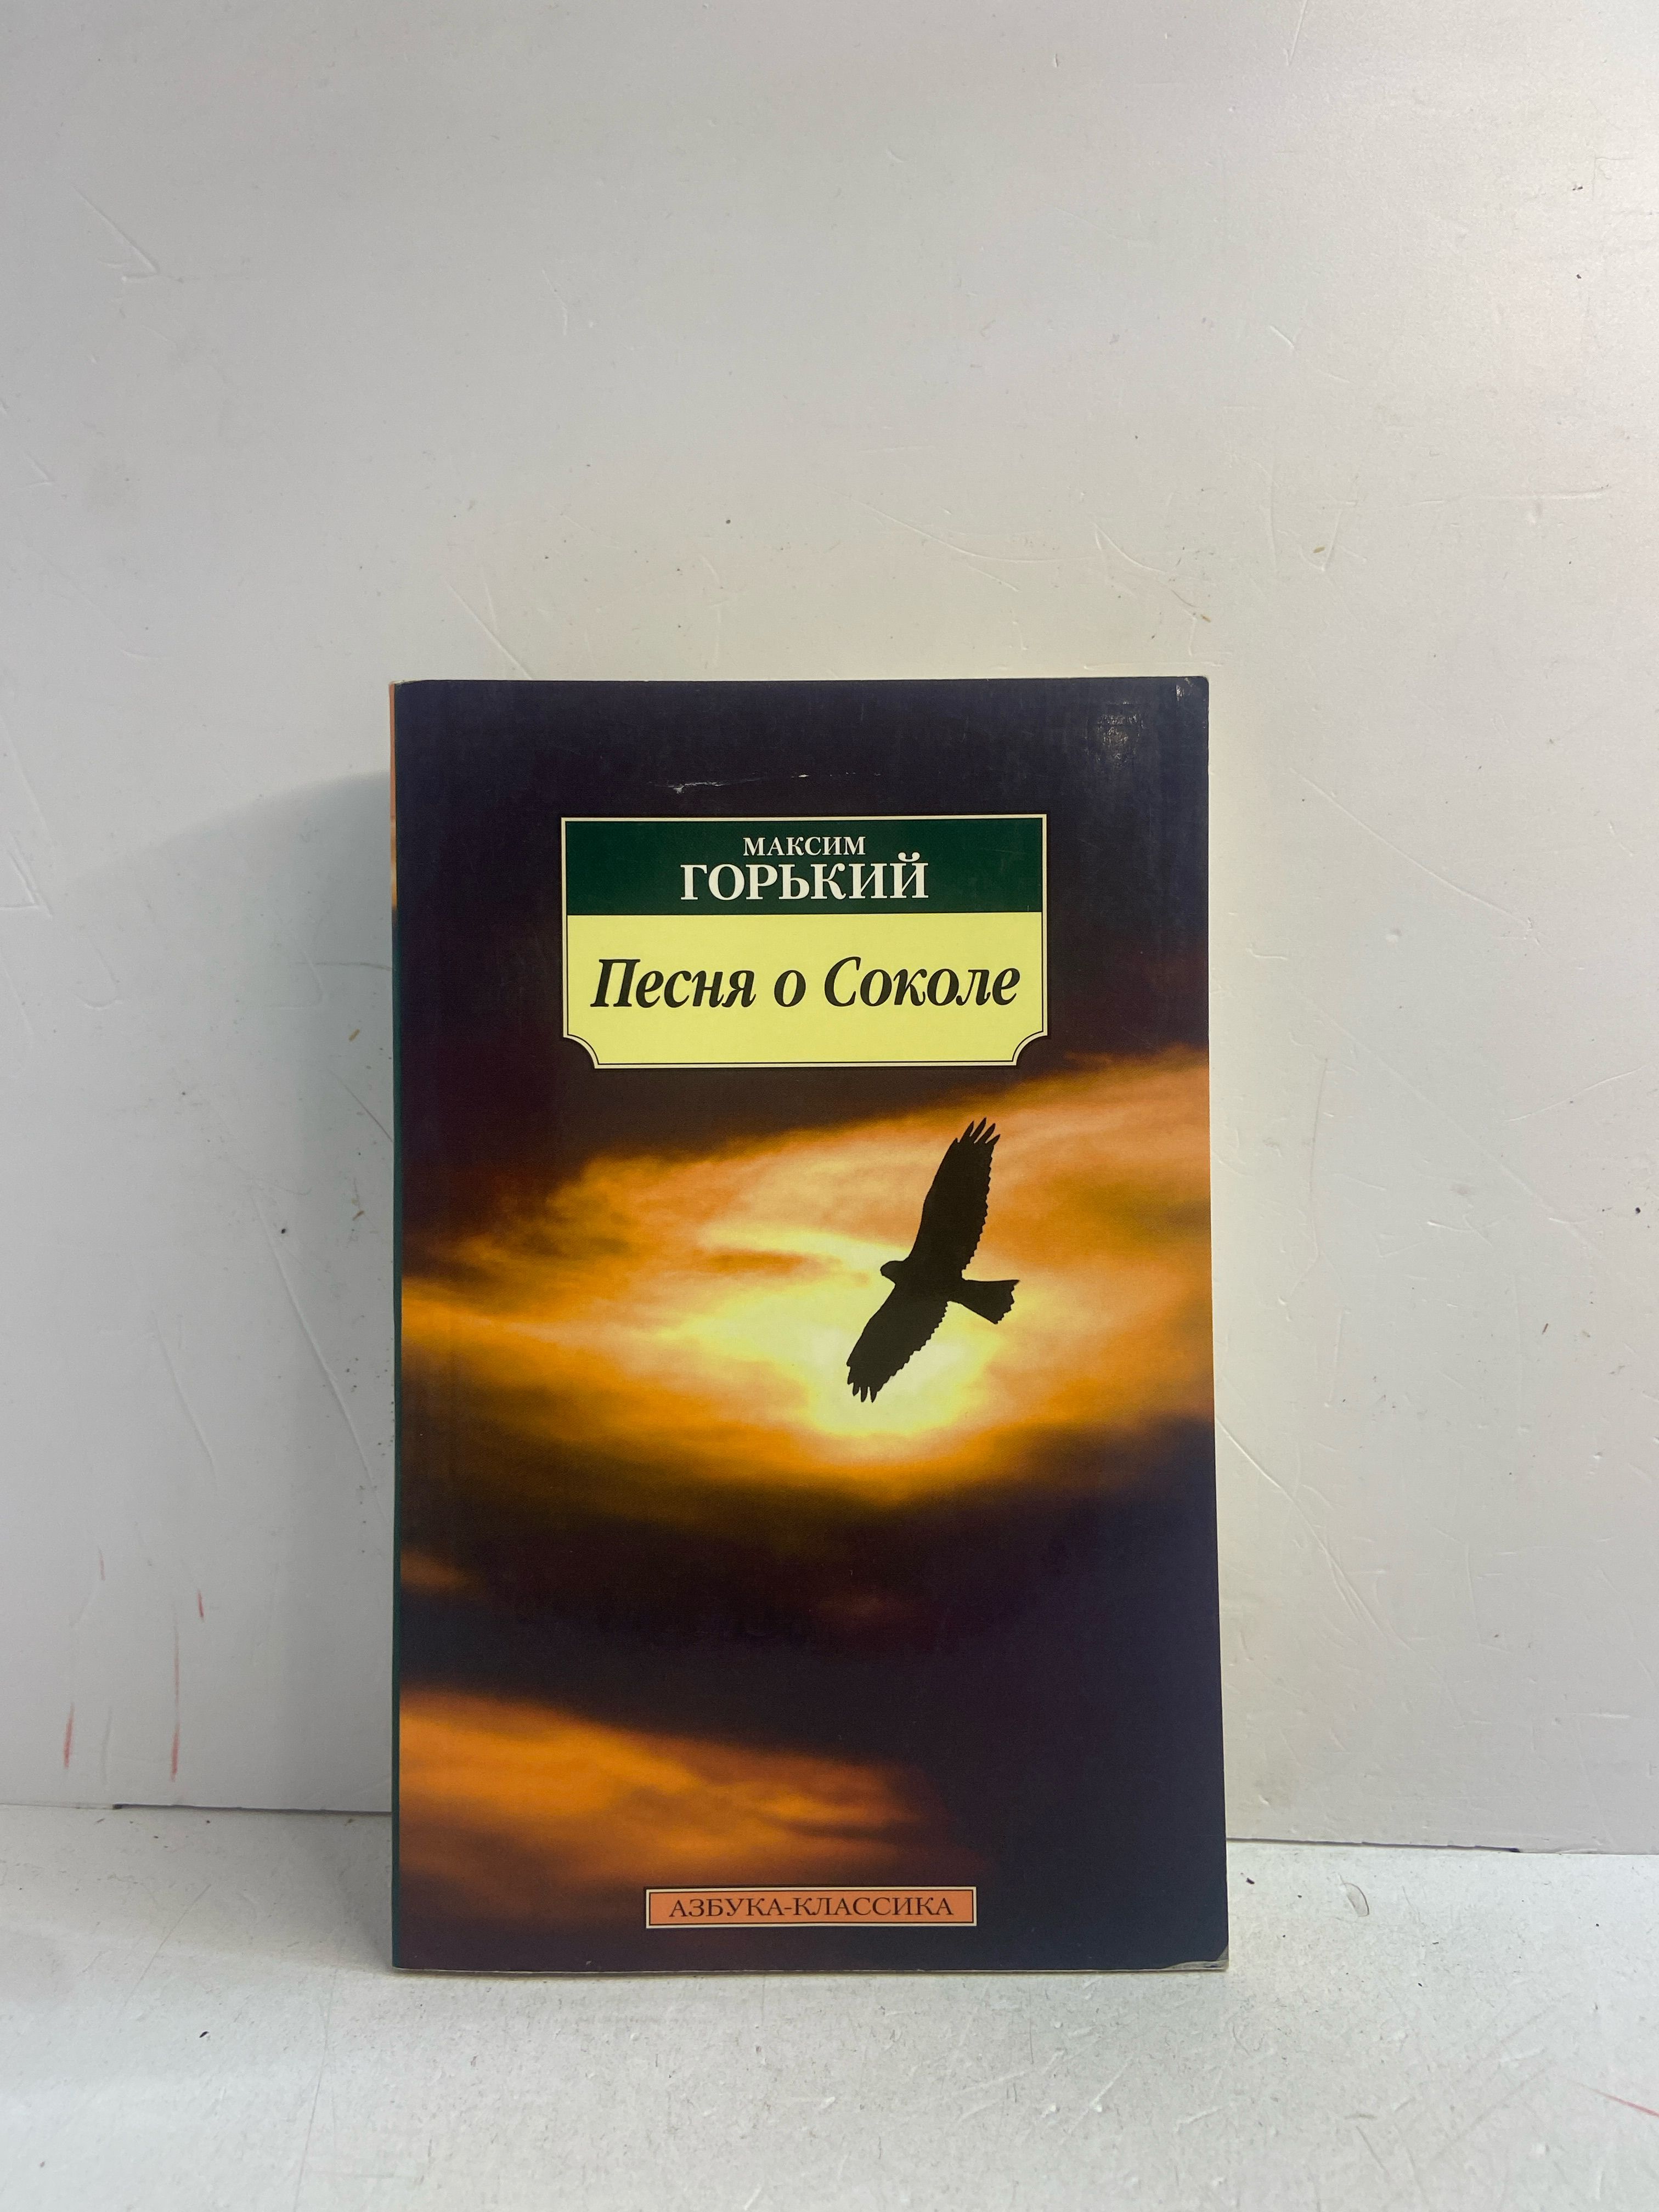 МАКСИМ
ГОРЬКИЙ
Песня о Соколе
АЗБУКА-КЛАССИКА